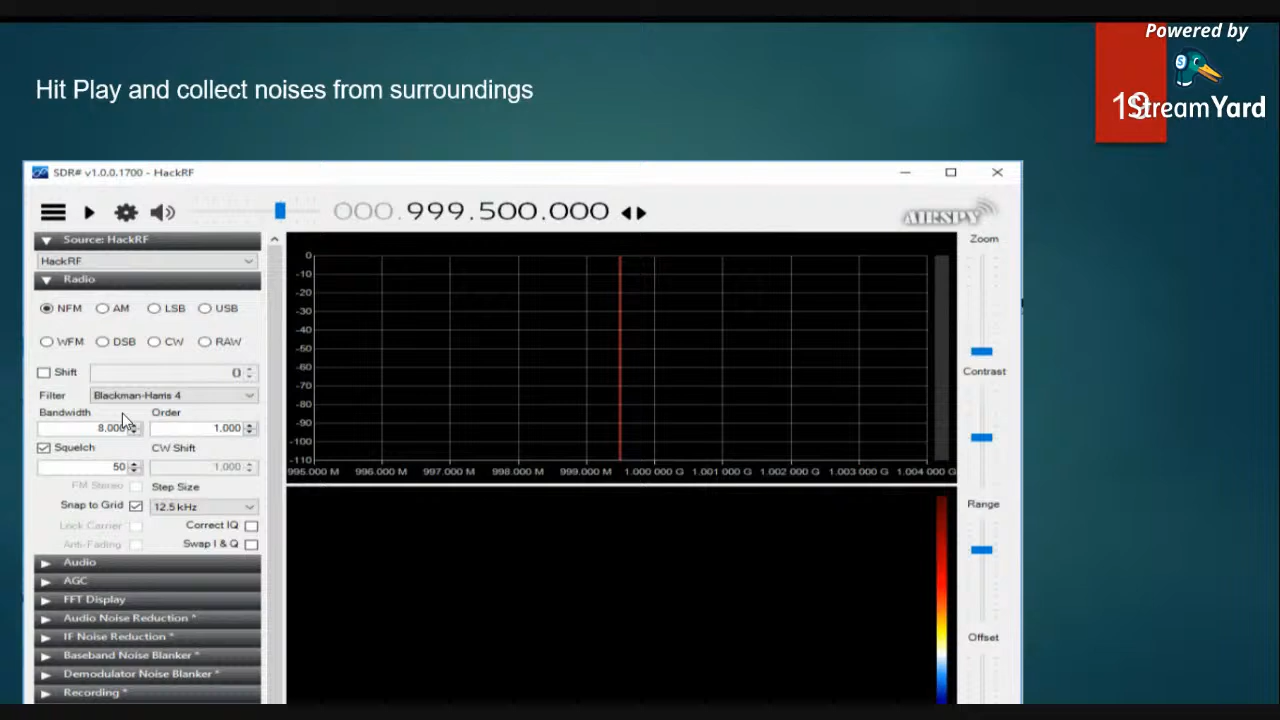 Powered by
StreamYard
19
Hit Play and collect noises from surroundings
SDR# v1.0.0.1700 - HackRF
000.999.500.000
AIRSPY
Source: HackRF
HackRF
Radio
NFM AM LSB USB
WFM DSB CW RAW
Shift 0
Filter Blackman-Harris 4
Bandwidth Order
8.000 1.000
Squelch CW Shift
50 1.000
FM Stereo Step Size
Snap to Grid 12.5 kHz
Lock Carrier Correct IQ
Anti-Fading Swap I & Q
Audio
AGC
FFT Display
Audio Noise Reduction *
IF Noise Reduction *
Baseband Noise Blanker *
Demodulator Noise Blanker *
Recording *
0
-10
-20
-30
-40
-50
-60
-70
-80
-90
-100
-110
995.000 M 996.000 M 997.000 M 998.000 M 999.000 M 1.000 000 G 1.001 000 G 1.002 000 G 1.003 000 G 1.004 000 G
Zoom
Contrast
Range
Offset